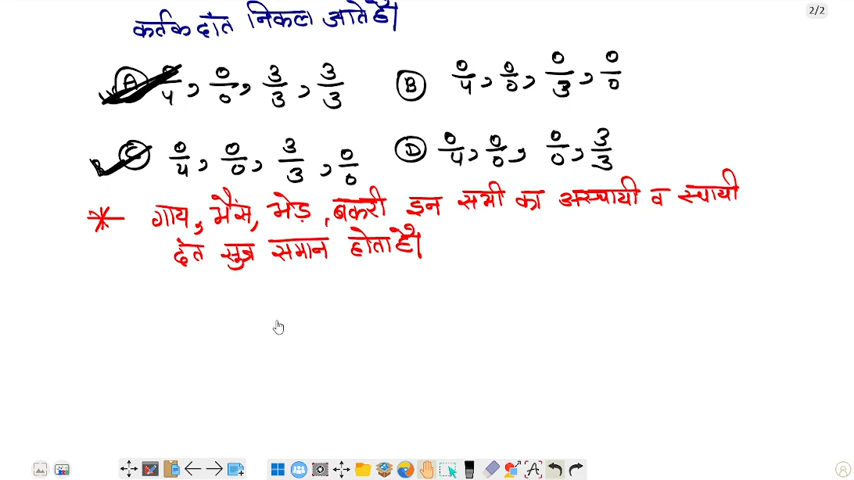 2/2
कर्तक दाँत निकल आते है।
A 0/4, 0/0, 3/3, 3/3 B 0/4, 0/0, 0/3, 0/0
C 0/4, 0/0, 3/3, 0/0 D 0/4, 0/0, 0/0, 3/3
* गाय, भैंस, भेड़, बकरी इन सभी का अस्थायी व स्थायी
दंत सुत्र समान होता है।